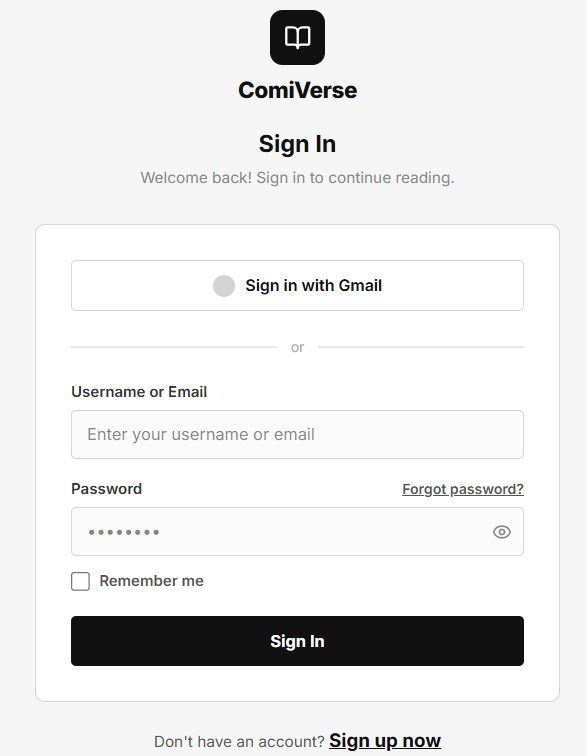 ComiVerse
Sign In
Welcome back! Sign in to continue reading.
Sign in with Gmail
or
Username or Email
Enter your username or email
Password Forgot password?
••••••••
Remember me
Sign In
Don't have an account? Sign up now